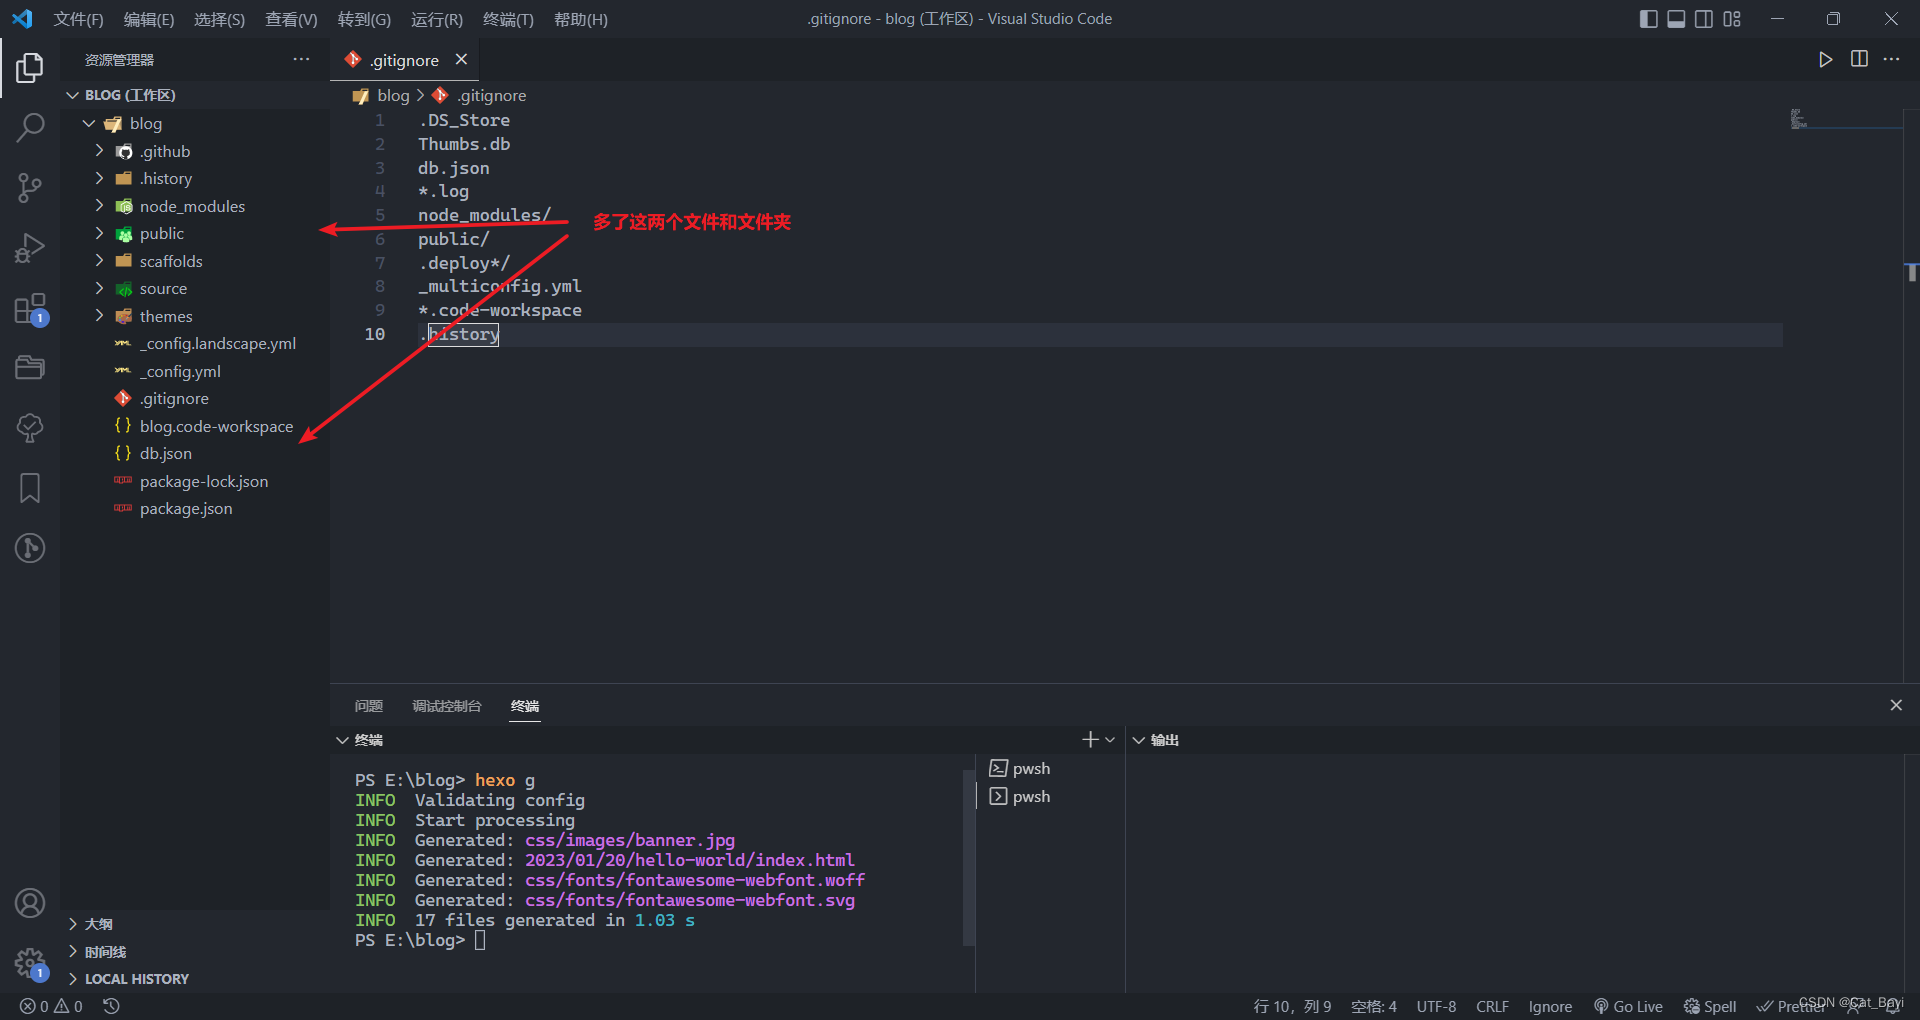 文件(F) 编辑(E) 选择(S) 查看(V) 转到(G) 运行(R) 终端(T) 帮助(H) .gitignore - blog (工作区) - Visual Studio Code
资源管理器 ···
.gitignore
BLOG (工作区)
blog
.github
.history
node_modules
public
scaffolds
source
themes
_config.landscape.yml
_config.yml
.gitignore
blog.code-workspace
db.json
package-lock.json
package.json
blog > .gitignore
1 .DS_Store
2 Thumbs.db
3 db.json
4 *.log
5 node_modules/
6 public/
7 .deploy*/
8 _multiconfig.yml
9 *.code-workspace
10 .history
多了这两个文件和文件夹
问题 调试控制台 终端
终端
输出
PS E:\blog> hexo g
INFO Validating config
INFO Start processing
INFO Generated: css/images/banner.jpg
INFO Generated: 2023/01/20/hello-world/index.html
INFO Generated: css/fonts/fontawesome-webfont.woff
INFO Generated: css/fonts/fontawesome-webfont.svg
INFO 17 files generated in 1.03 s
PS E:\blog>
pwsh
pwsh
1
1
大纲
时间线
LOCAL HISTORY
0 0
行 10，列 9 空格: 4 UTF-8 CRLF Ignore Go Live Spell Prettier
CSDN @Cat_Bayi